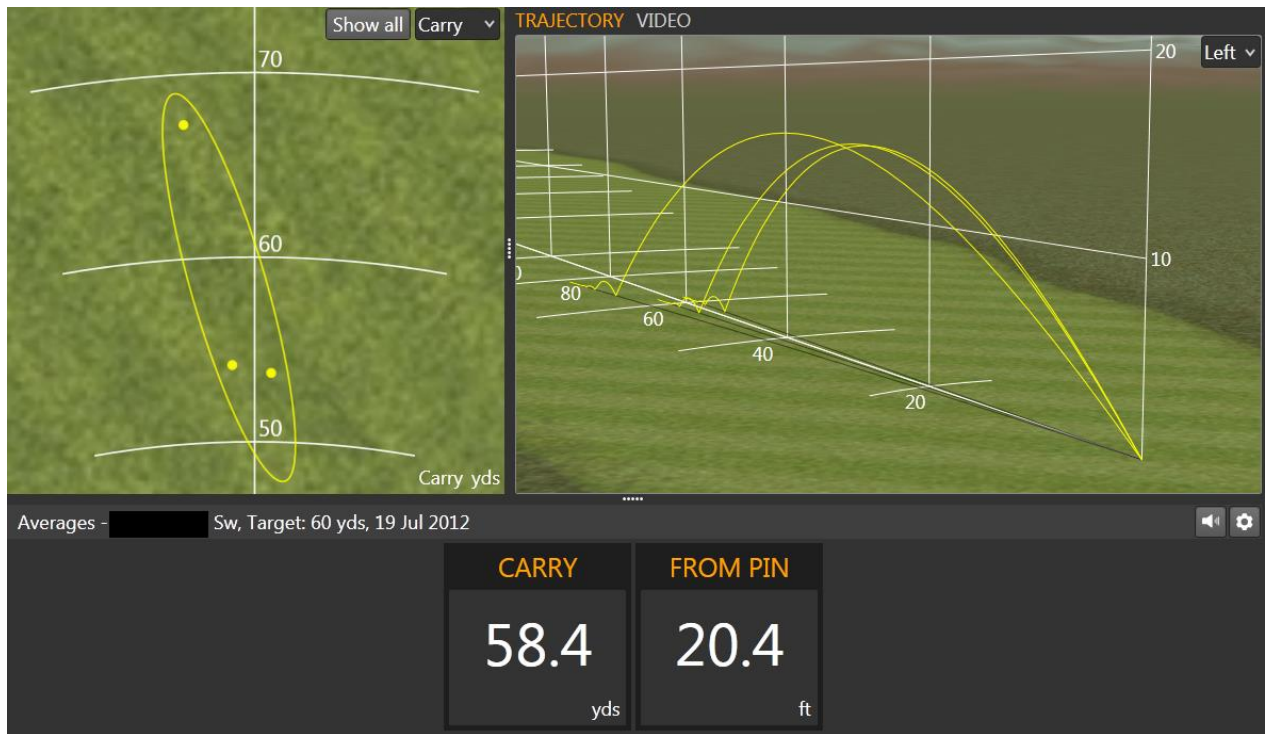 Show all
Carry
70
60
50
Carry yds
TRAJECTORY VIDEO
Left
20
10
80
60
40
20
Averages -
Sw, Target: 60 yds, 19 Jul 2012
CARRY
58.4
yds
FROM PIN
20.4
ft